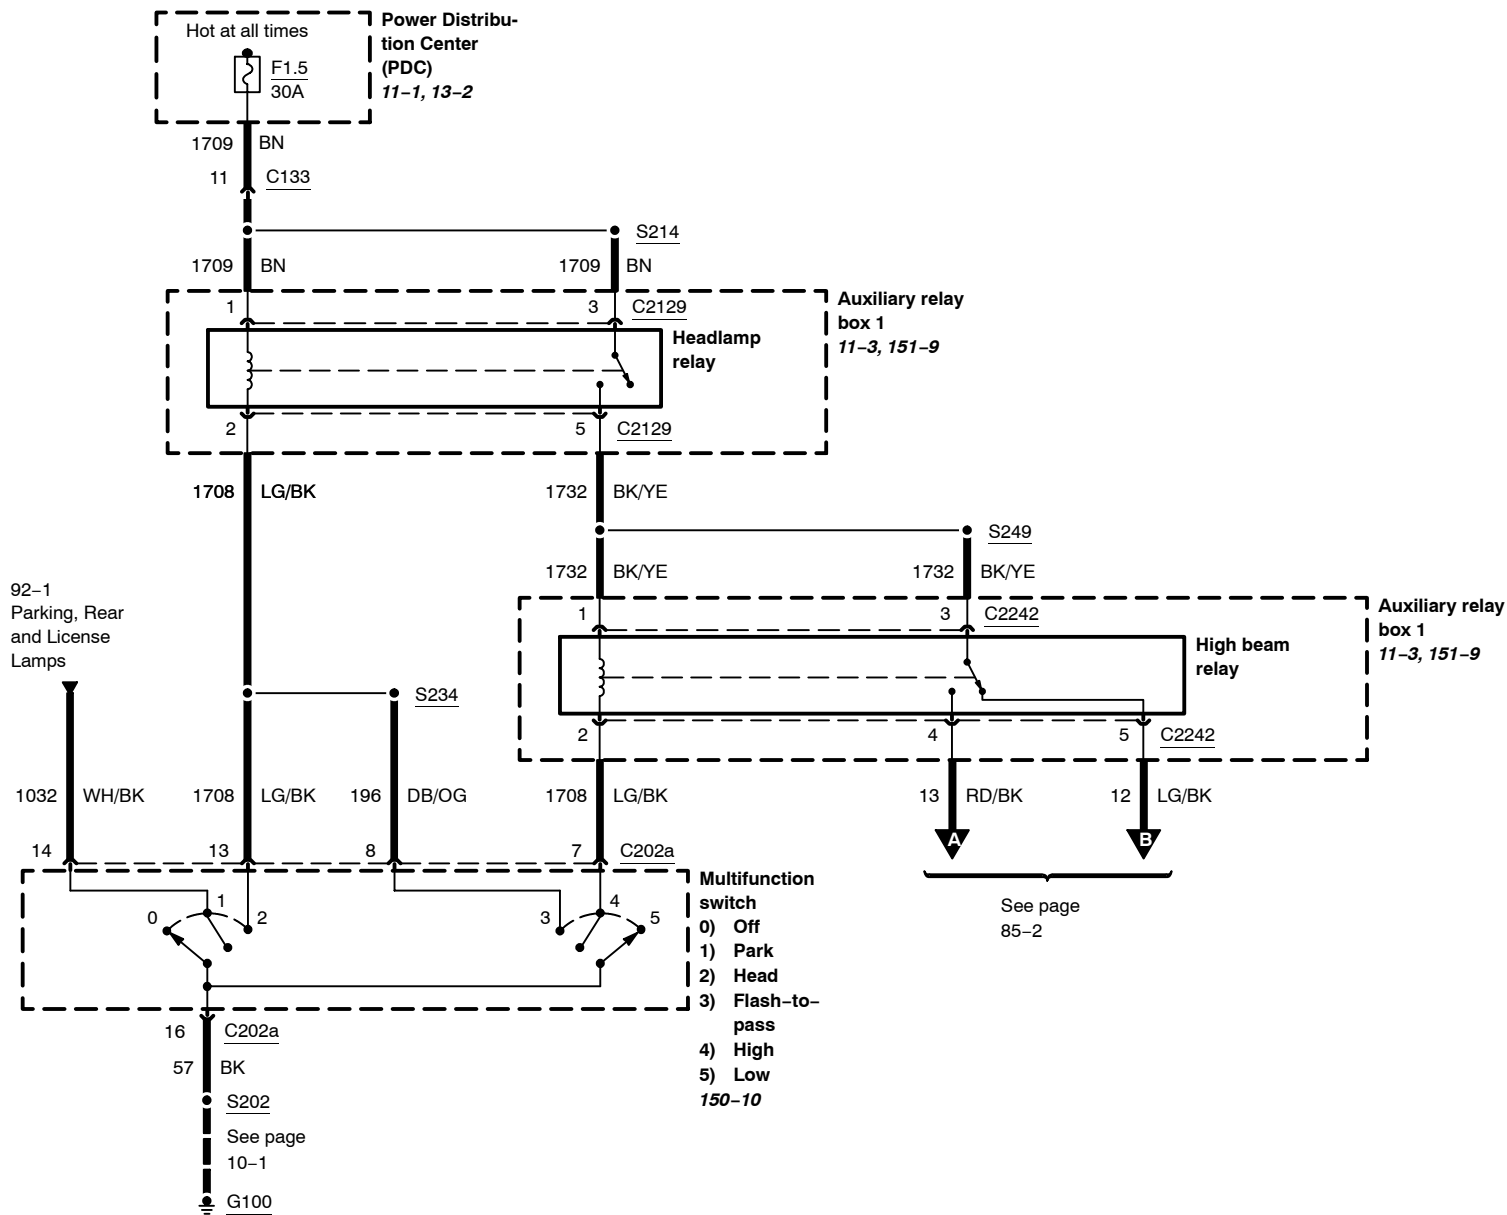 Hot at all times
Power Distribu-
tion Center
(PDC)
11–1, 13–2
F1.5
30A
1709 BN
11 C133
S214
1709 BN
1709 BN
1 3 C2129
Auxiliary relay
box 1
11–3, 151–9
Headlamp
relay
2 5 C2129
1708 LG/BK
1732 BK/YE
S249
1732 BK/YE
1732 BK/YE
92–1
Parking, Rear
and License
Lamps
1 3 C2242
Auxiliary relay
box 1
11–3, 151–9
High beam
relay
S234
2 4 5 C2242
1032 WH/BK
1708 LG/BK
196 DB/OG
1708 LG/BK
13 RD/BK
12 LG/BK
A B
14 13 8 7 C202a
See page
85–2
0 1 2
3 4 5
Multifunction
switch
0) Off
1) Park
2) Head
3) Flash–to–
pass
4) High
5) Low
150–10
16 C202a
57 BK
S202
See page
10–1
G100